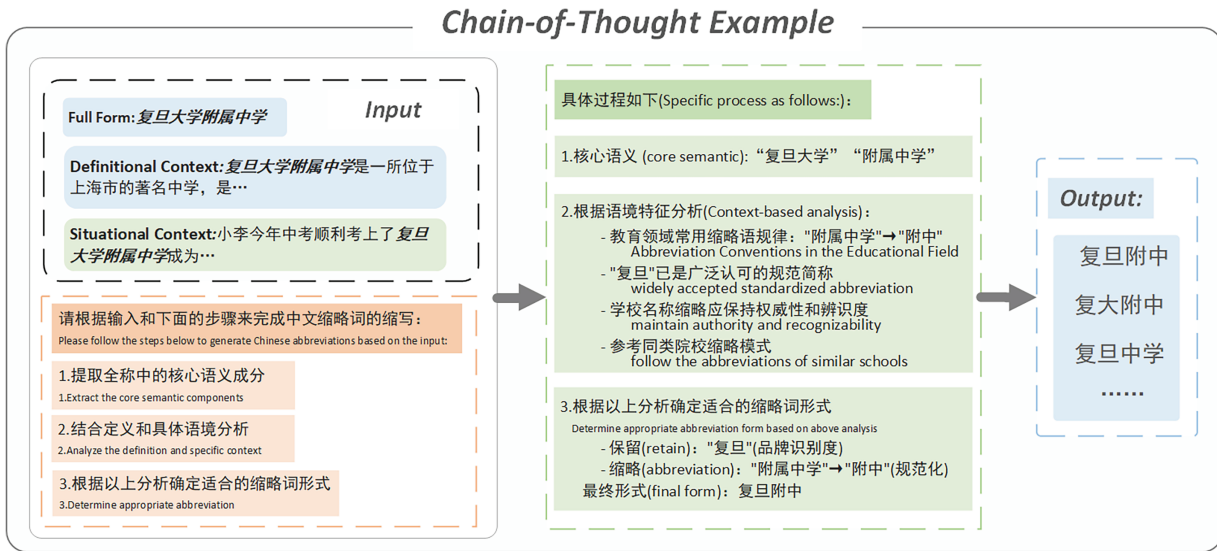 Chain-of-Thought Example
Input
Full Form:复旦大学附属中学
Definitional Context:复旦大学附属中学是一所位于
上海市的著名中学，是…
Situational Context:小李今年中考顺利考上了复旦
大学附属中学成为…
请根据输入和下面的步骤来完成中文缩略词的缩写：
Please follow the steps below to generate Chinese abbreviations based on the input:
1.提取全称中的核心语义成分
1.Extract the core semantic components
2.结合定义和具体语境分析
2.Analyze the definition and specific context
3.根据以上分析确定适合的缩略词形式
3.Determine appropriate abbreviation
具体过程如下(Specific process as follows:)：
1.核心语义 (core semantic): “复旦大学” “附属中学”
2.根据语境特征分析(Context-based analysis)：
- 教育领域常用缩略语规律："附属中学"→"附中"
Abbreviation Conventions in the Educational Field
- "复旦"已是广泛认可的规范简称
widely accepted standardized abbreviation
- 学校名称缩略应保持权威性和辨识度
maintain authority and recognizability
- 参考同类院校缩略模式
follow the abbreviations of similar schools
3.根据以上分析确定适合的缩略词形式
Determine appropriate abbreviation form based on above analysis
- 保留(retain)："复旦"(品牌识别度)
- 缩略(abbreviation)："附属中学"→"附中"(规范化)
最终形式(final form)：复旦附中
Output:
复旦附中
复大附中
复旦中学
……